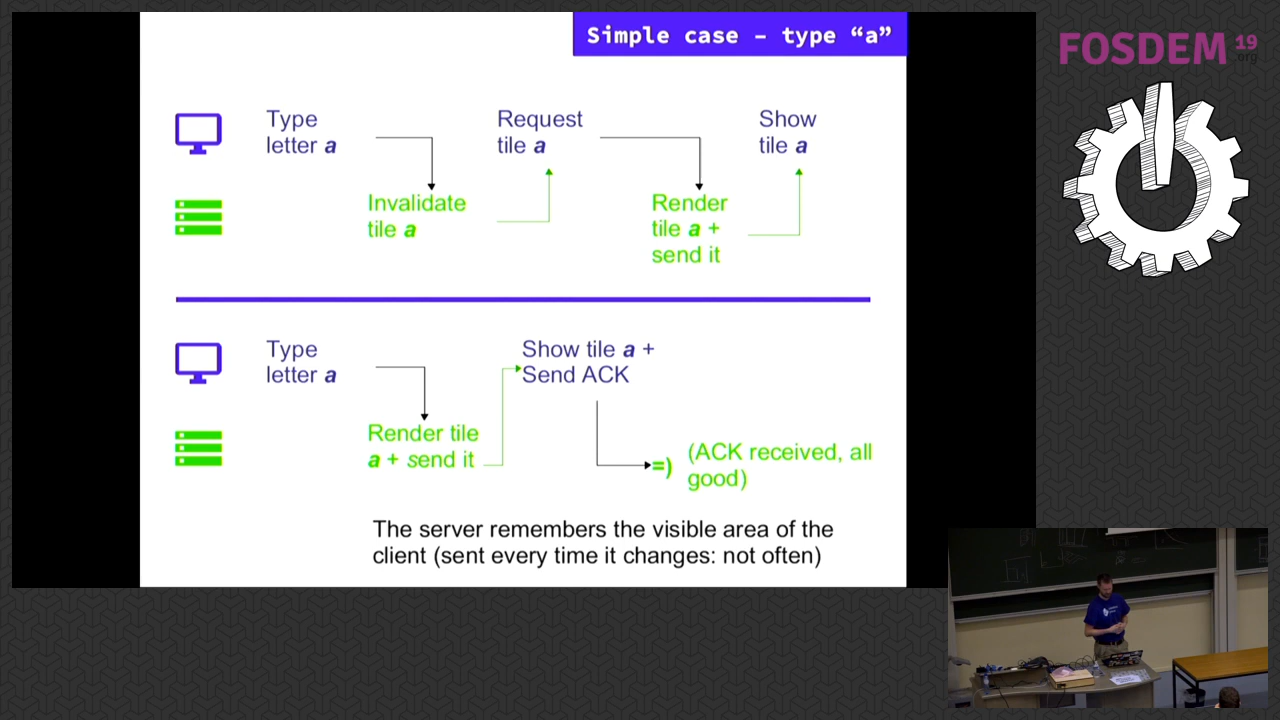 Simple case – type “a”
FOSDEM 19
.org
Type
letter a
Request
tile a
Show
tile a
Invalidate
tile a
Render
tile a +
send it
Type
letter a
Show tile a +
Send ACK
Render tile
a + send it
=)
(ACK received, all
good)
The server remembers the visible area of the
client (sent every time it changes: not often)